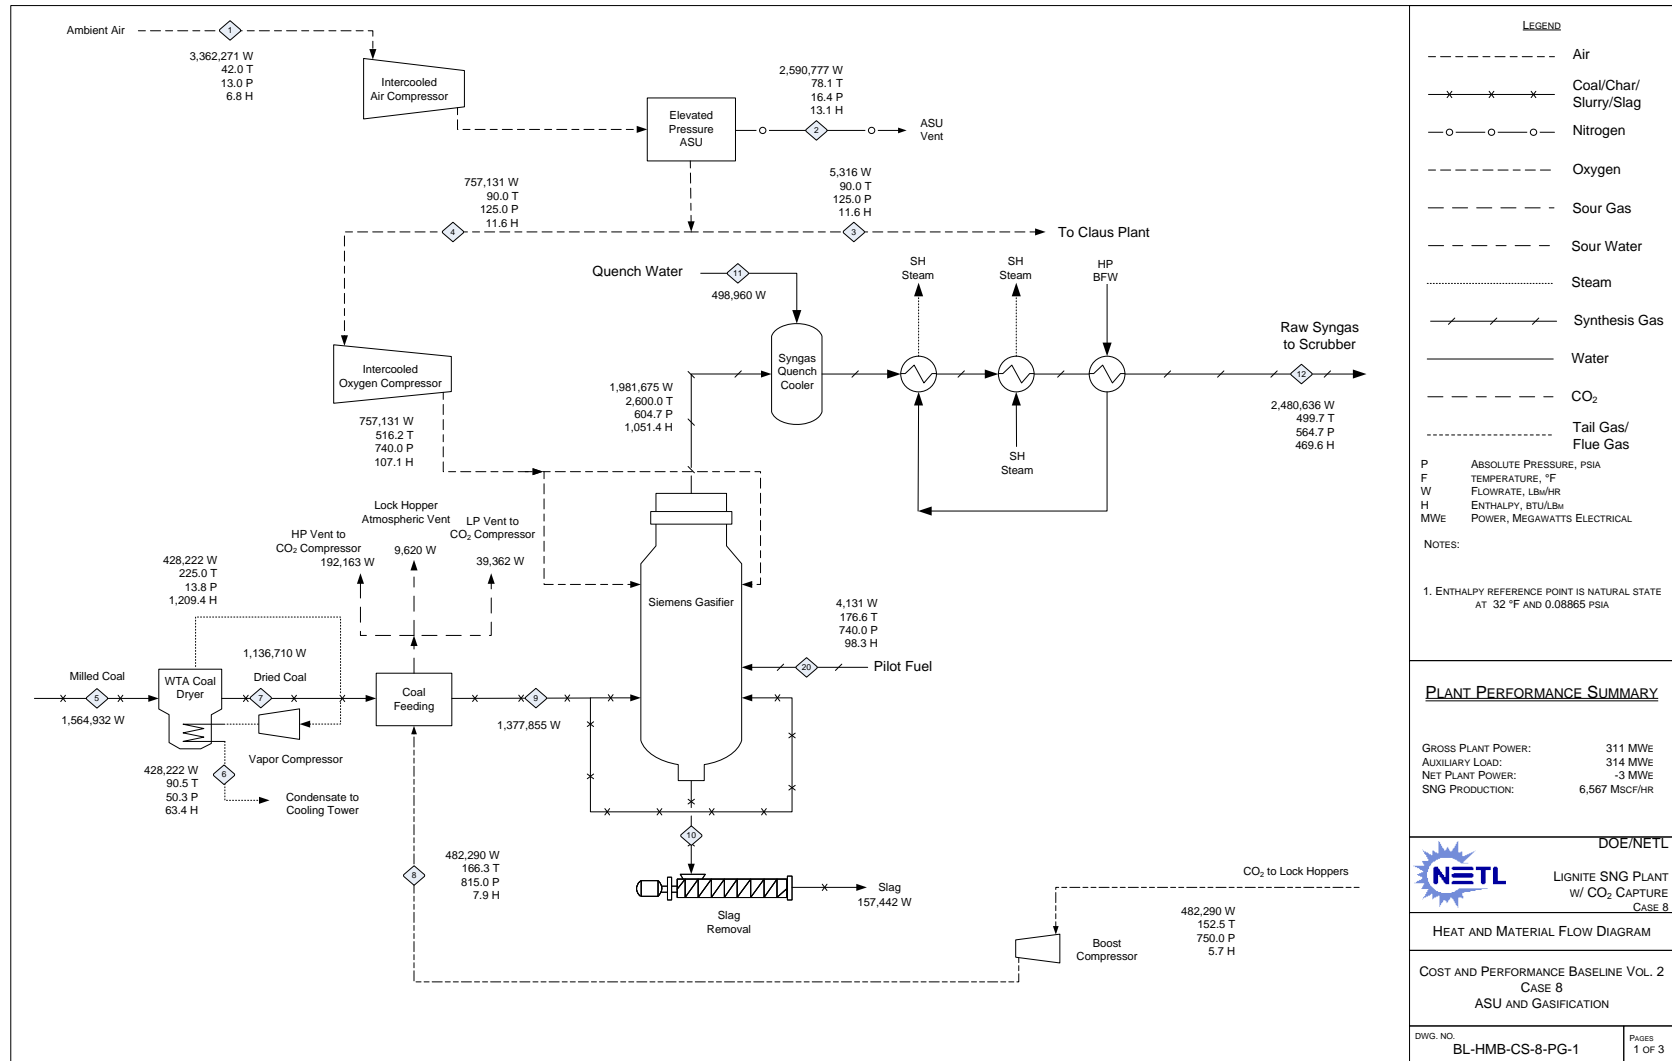 Ambient Air
1
3,362,271 W
42.0 T
13.0 P
6.8 H
Intercooled
Air Compressor
Elevated
Pressure
ASU
2,590,777 W
78.1 T
16.4 P
13.1 H
2
ASU
Vent
757,131 W
90.0 T
125.0 P
11.6 H
4
5,316 W
90.0 T
125.0 P
11.6 H
3
To Claus Plant
Quench Water
11
498,960 W
SH
Steam
SH
Steam
HP
BFW
Syngas
Quench
Cooler
Raw Syngas
to Scrubber
12
2,480,636 W
499.7 T
564.7 P
469.6 H
SH
Steam
Intercooled
Oxygen Compressor
757,131 W
516.2 T
740.0 P
107.1 H
1,981,675 W
2,600.0 T
604.7 P
1,051.4 H
Lock Hopper
Atmospheric Vent
HP Vent to
CO2 Compressor
192,163 W
9,620 W
LP Vent to
CO2 Compressor
39,362 W
428,222 W
225.0 T
13.8 P
1,209.4 H
Siemens Gasifier
4,131 W
176.6 T
740.0 P
98.3 H
20
Pilot Fuel
Milled Coal
5
1,564,932 W
WTA Coal
Dryer
1,136,710 W
Dried Coal
7
Coal
Feeding
9
1,377,855 W
Vapor Compressor
428,222 W
90.5 T
50.3 P
63.4 H
6
Condensate to
Cooling Tower
10
Slag
157,442 W
Slag
Removal
482,290 W
166.3 T
815.0 P
7.9 H
8
CO2 to Lock Hoppers
482,290 W
152.5 T
750.0 P
5.7 H
Boost
Compressor
LEGEND
Air
Coal/Char/
Slurry/Slag
Nitrogen
Oxygen
Sour Gas
Sour Water
Steam
Synthesis Gas
Water
CO2
Tail Gas/
Flue Gas
P ABSOLUTE PRESSURE, PSIA
F TEMPERATURE, °F
W FLOWRATE, LBM/HR
H ENTHALPY, BTU/LBM
MWE POWER, MEGAWATTS ELECTRICAL
NOTES:
1. ENTHALPY REFERENCE POINT IS NATURAL STATE
AT 32 °F AND 0.08865 PSIA
PLANT PERFORMANCE SUMMARY
GROSS PLANT POWER: 311 MWE
AUXILIARY LOAD: 314 MWE
NET PLANT POWER: -3 MWE
SNG PRODUCTION: 6,567 MSCF/HR
NETL
DOE/NETL
LIGNITE SNG PLANT
W/ CO2 CAPTURE
CASE 8
HEAT AND MATERIAL FLOW DIAGRAM
COST AND PERFORMANCE BASELINE VOL. 2
CASE 8
ASU AND GASIFICATION
DWG. NO.
BL-HMB-CS-8-PG-1
PAGES
1 OF 3